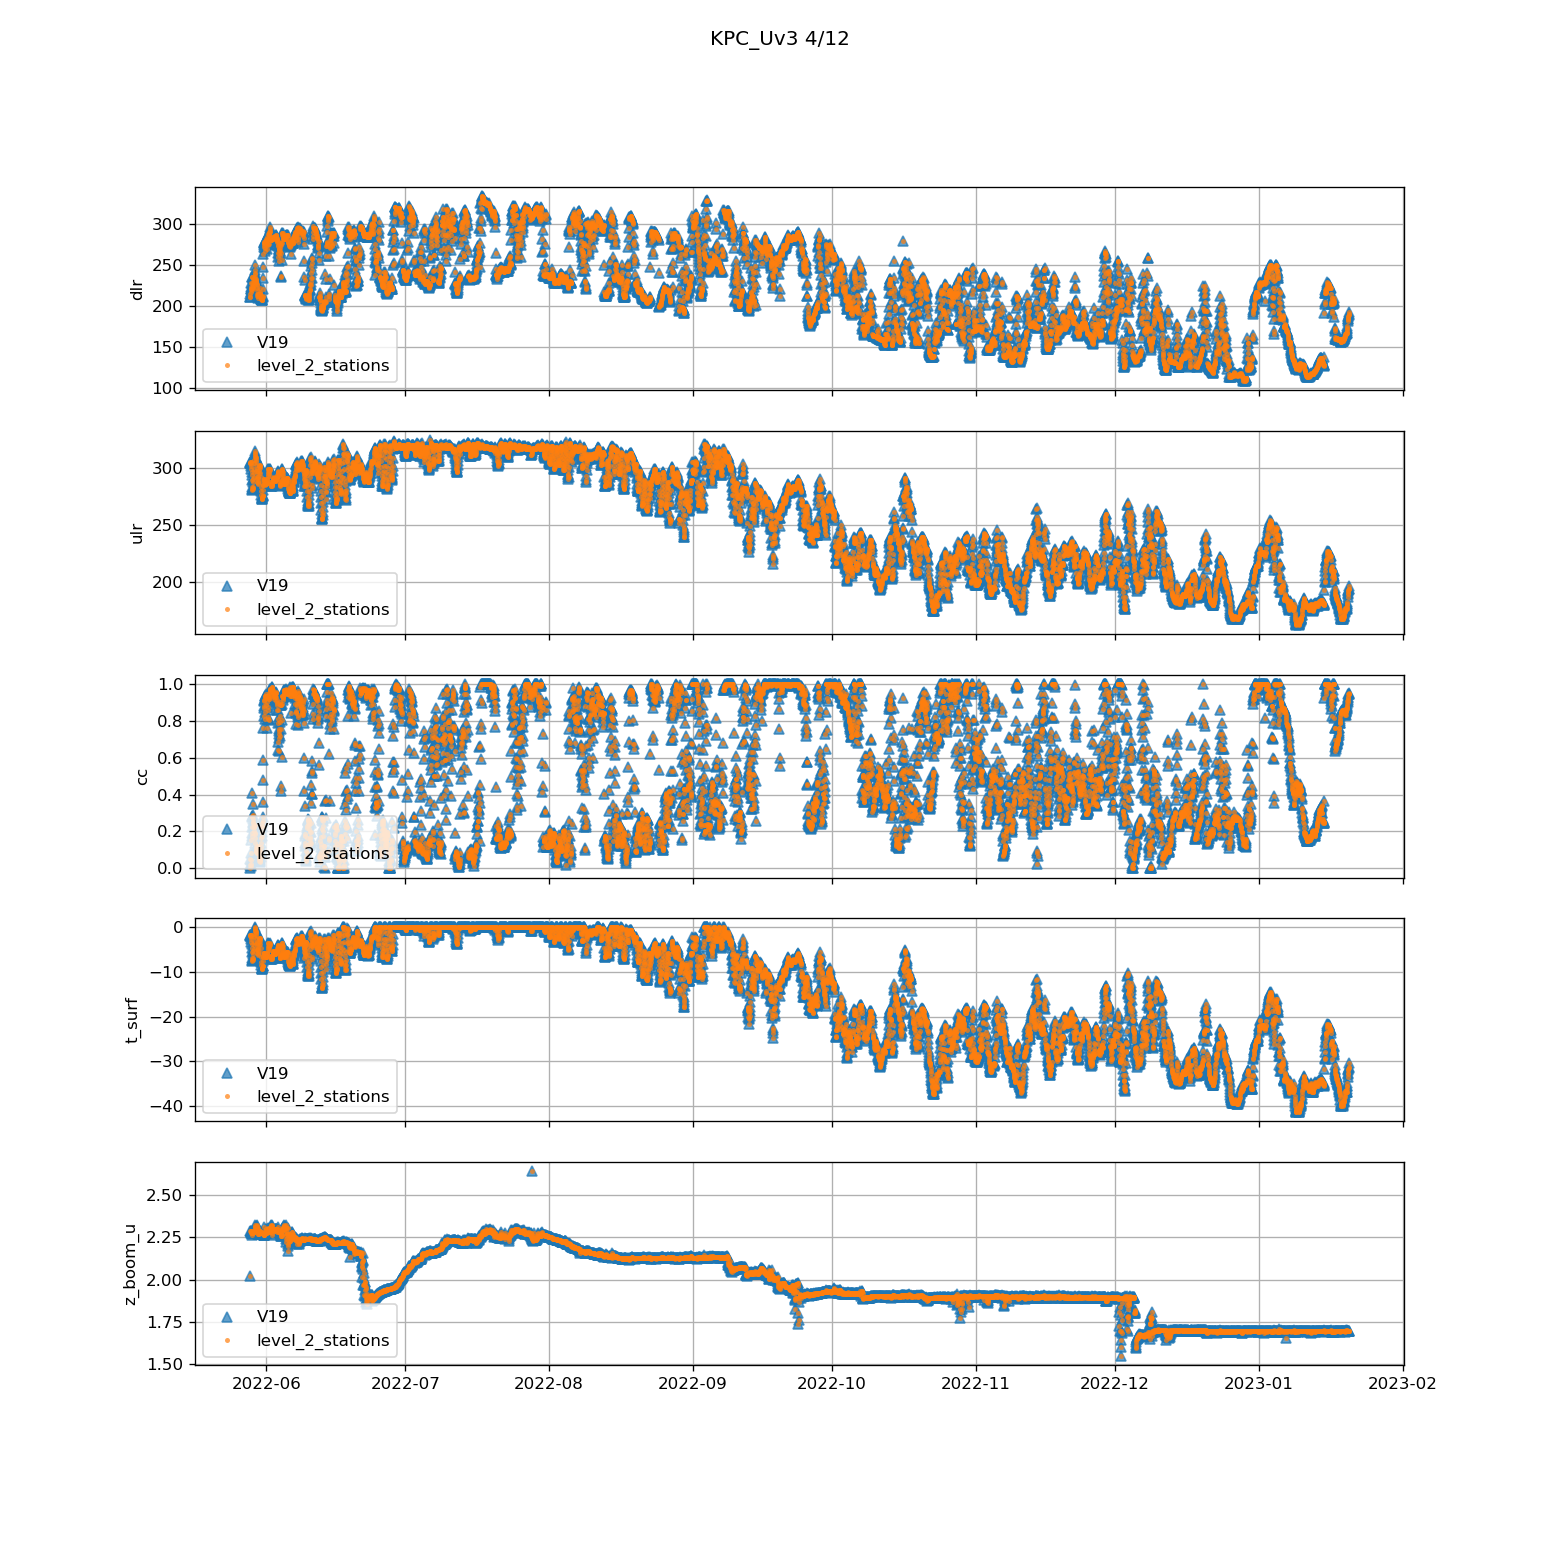 KPC_Uv3 4/12
300
250
200
150
100
dlr
V19
level_2_stations
300
250
200
ulr
V19
level_2_stations
1.0
0.8
0.6
0.4
0.2
0.0
cc
V19
level_2_stations
0
−10
−20
−30
−40
t_surf
V19
level_2_stations
2.50
2.25
2.00
1.75
1.50
z_boom_u
V19
level_2_stations
2022-06 2022-07 2022-08 2022-09 2022-10 2022-11 2022-12 2023-01 2023-02